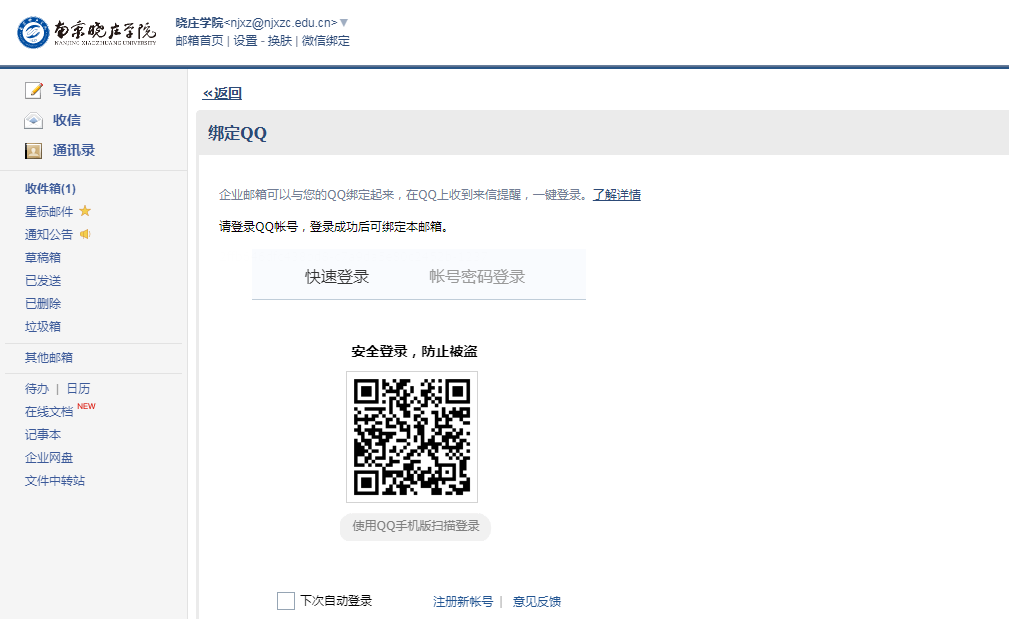 南京晓庄学院
NANJING XIAOZHUANG UNIVERSITY
晓庄学院<njxz@njxzc.edu.cn>
邮箱首页 | 设置 - 换肤 | 微信绑定
写信
收信
通讯录
收件箱(1)
星标邮件
通知公告
草稿箱
已发送
已删除
垃圾箱
其他邮箱
待办 | 日历
在线文档 NEW
记事本
企业网盘
文件中转站
«返回
绑定QQ
企业邮箱可以与您的QQ绑定起来，在QQ上收到来信提醒，一键登录。了解详情
请登录QQ帐号，登录成功后可绑定本邮箱。
快速登录 帐号密码登录
安全登录，防止被盗
使用QQ手机版扫描登录
下次自动登录 注册新帐号 | 意见反馈